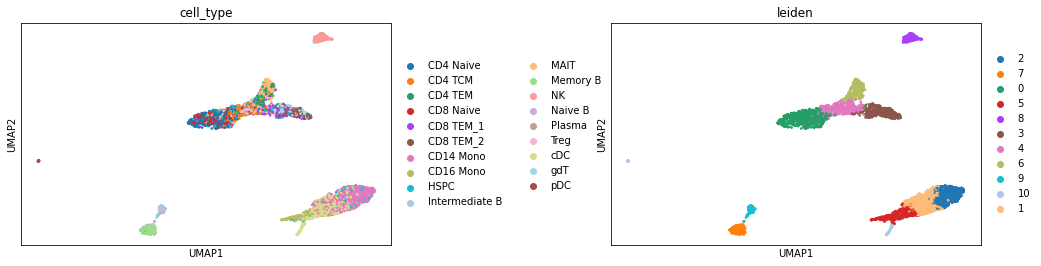 cell_type
UMAP2
UMAP1
CD4 Naive
CD4 TCM
CD4 TEM
CD8 Naive
CD8 TEM_1
CD8 TEM_2
CD14 Mono
CD16 Mono
HSPC
Intermediate B
MAIT
Memory B
NK
Naive B
Plasma
Treg
cDC
gdT
pDC
leiden
UMAP2
UMAP1
2
7
0
5
8
3
4
6
9
10
1